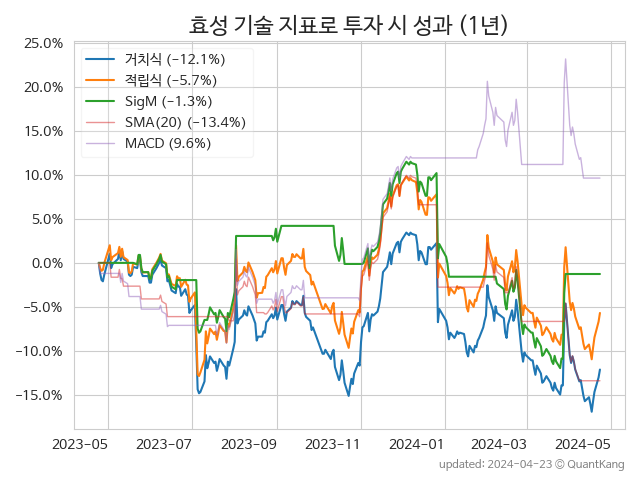 효성 기술 지표로 투자 시 성과 (1년)
25.0%
20.0%
15.0%
10.0%
5.0%
0.0%
−5.0%
−10.0%
−15.0%
거치식 (−12.1%)
적립식 (−5.7%)
SigM (−1.3%)
SMA(20) (−13.4%)
MACD (9.6%)
2023-05 2023-07 2023-09 2023-11 2024-01 2024-03 2024-05
updated: 2024-04-23 ⓒ QuantKang